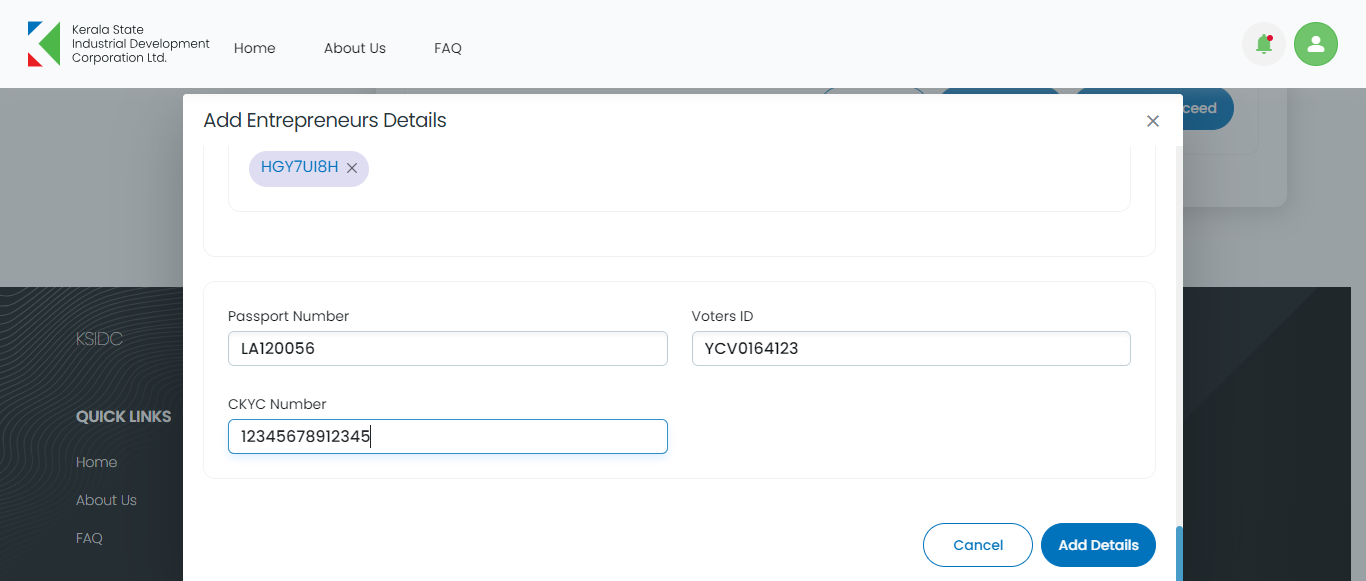 Kerala State
Industrial Development
Corporation Ltd.
Home
About Us
FAQ
ceed
Add Entrepreneurs Details
HGY7UI8H
Passport Number
Voters ID
LA120056
YCV0164123
CKYC Number
12345678912345
Cancel
Add Details
KSIDC
QUICK LINKS
Home
About Us
FAQ